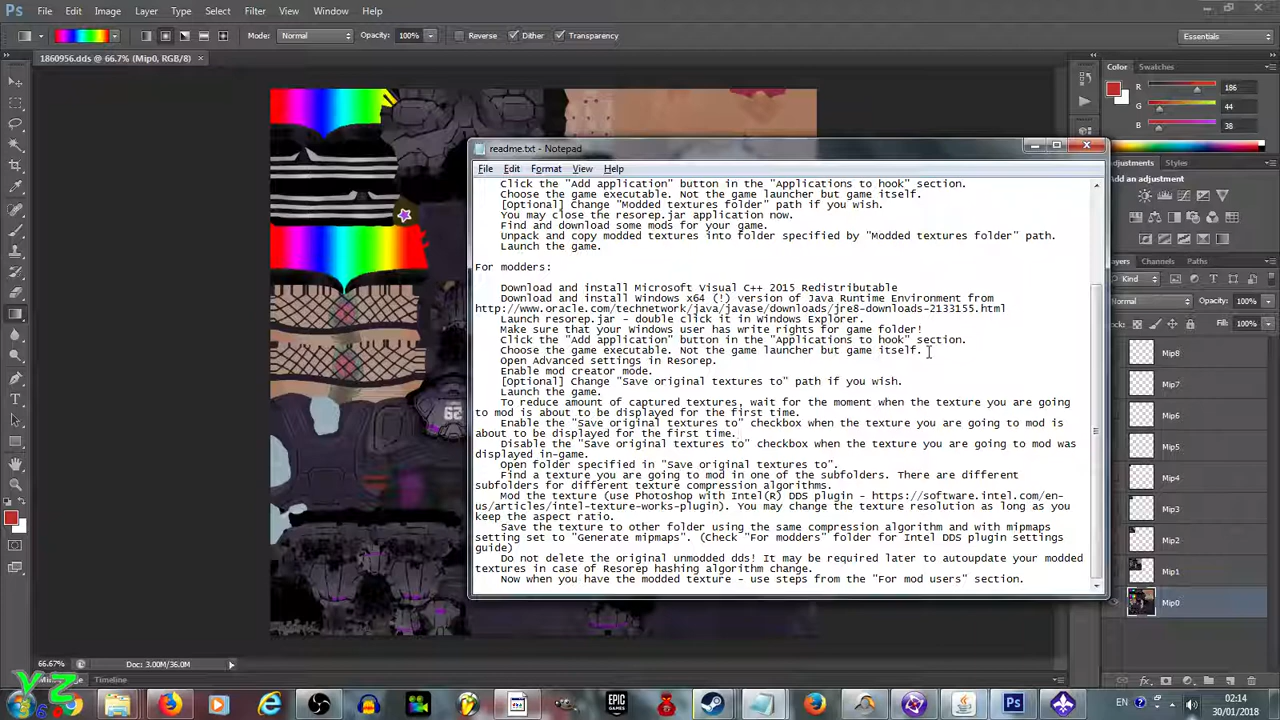 Ps File Edit Image Layer Type Select Filter View Window Help
Mode: Normal Opacity: 100% Reverse Dither Transparency Essentials
1860956.dds @ 66.7% (Mip0, RGB/8) ×
Color Swatches
R 186
G 44
B 38
readme.txt - Notepad
File Edit Format View Help
Click the "Add application" button in the "Applications to hook" section.
Choose the game executable. Not the game launcher but game itself.
[Optional] Change "Modded textures folder" path if you wish.
You may close the resorep.jar application now.
Find and download some mods for your game.
Unpack and copy modded textures into folder specified by "Modded textures folder" path.
Launch the game.
For modders:
Download and install Microsoft Visual C++ 2015 Redistributable
Download and install Windows x64 (!) version of Java Runtime Environment from
http://www.oracle.com/technetwork/java/javase/downloads/jre8-downloads-2133155.html
Launch resorep.jar - double click it in Windows Explorer.
Make sure that your Windows user has write rights for game folder!
Click the "Add application" button in the "Applications to hook" section.
Choose the game executable. Not the game launcher but game itself.
Open Advanced settings in Resorep.
Enable mod creator mode.
[Optional] Change "Save original textures to" path if you wish.
Launch the game.
To reduce amount of captured textures, wait for the moment when the texture you are going
to mod is about to be displayed for the first time.
Enable the "Save original textures to" checkbox when the texture you are going to mod is
about to be displayed for the first time.
Disable the "Save original textures to" checkbox when the texture you are going to mod was
displayed in-game.
Open folder specified in "Save original textures to".
Find a texture you are going to mod in one of the subfolders. There are different
subfolders for different texture compression algorithms.
Mod the texture (use Photoshop with Intel(R) DDS plugin - https://software.intel.com/en-
us/articles/intel-texture-works-plugin). You may change the texture resolution as long as you
keep the aspect ratio.
Save the texture to other folder using the same compression algorithm and with mipmaps
setting set to "Generate mipmaps". (Check "For modders" folder for Intel DDS plugin settings
guide)
Do not delete the original unmodded dds! It may be required later to autoupdate your modded
textures in case of Resorep hashing algorithm change.
Now when you have the modded texture - use steps from the "For mod users" section.
djustments Styles
Add an adjustment
ayers Channels Paths
Kind
Normal Opacity: 100%
Fill: 100%
Mip8
Mip7
Mip6
Mip5
Mip4
Mip3
Mip2
Mip1
Mip0
66.67% Doc: 3.00M/36.0M
Timeline
YZ
EPIC GAMES
Ps
EN
02:14
30/01/2018